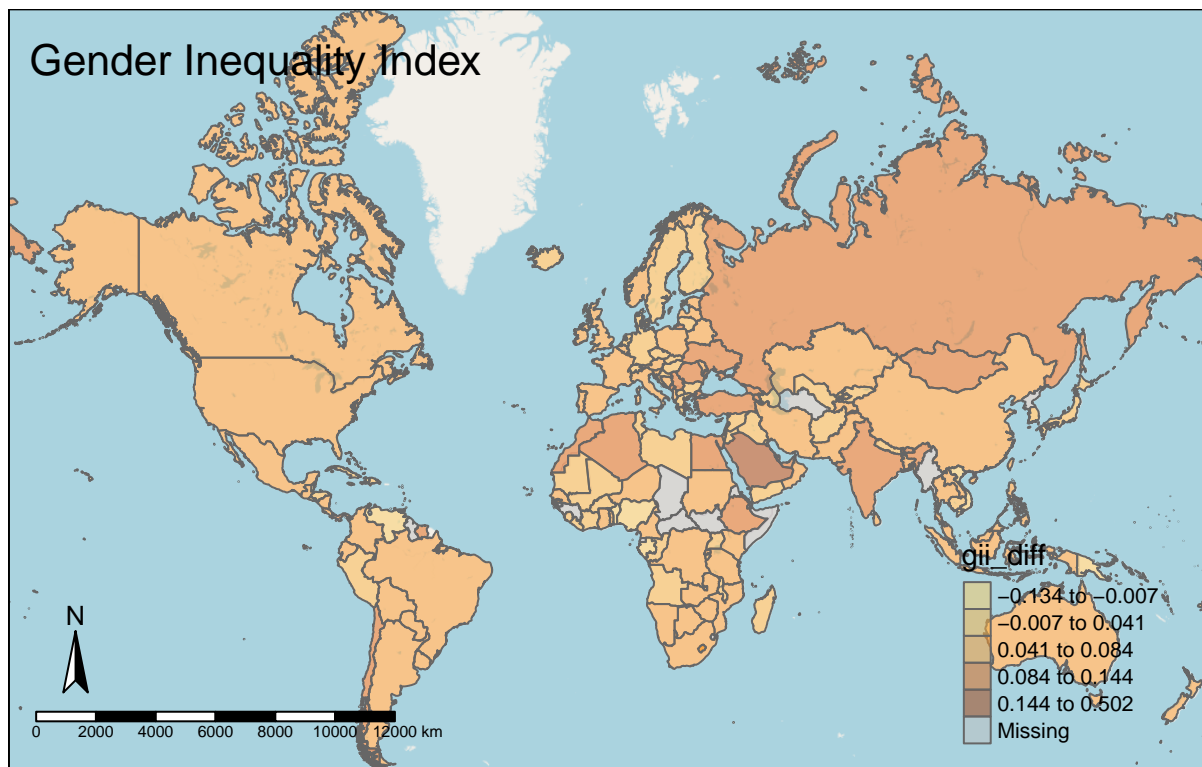 Gender Inequality Index
N
0 2000 4000 6000 8000 10000 12000 km
gii_diff
−0.134 to −0.007
−0.007 to 0.041
0.041 to 0.084
0.084 to 0.144
0.144 to 0.502
Missing